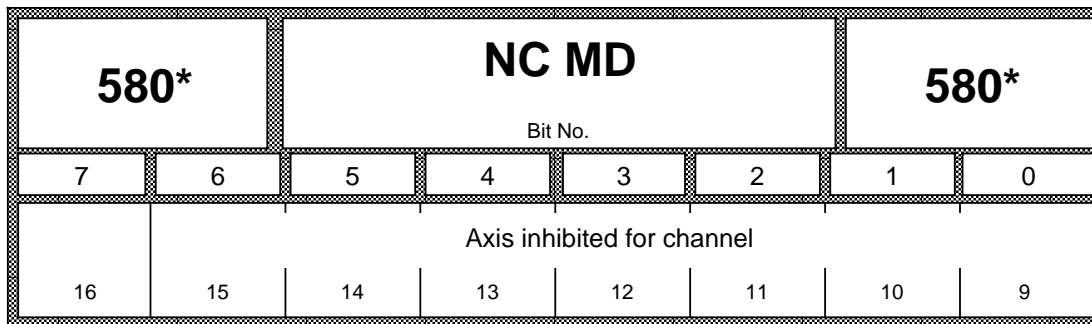 580* NC MD 580*
Bit No.
7 6 5 4 3 2 1 0
Axis inhibited for channel
16 15 14 13 12 11 10 9